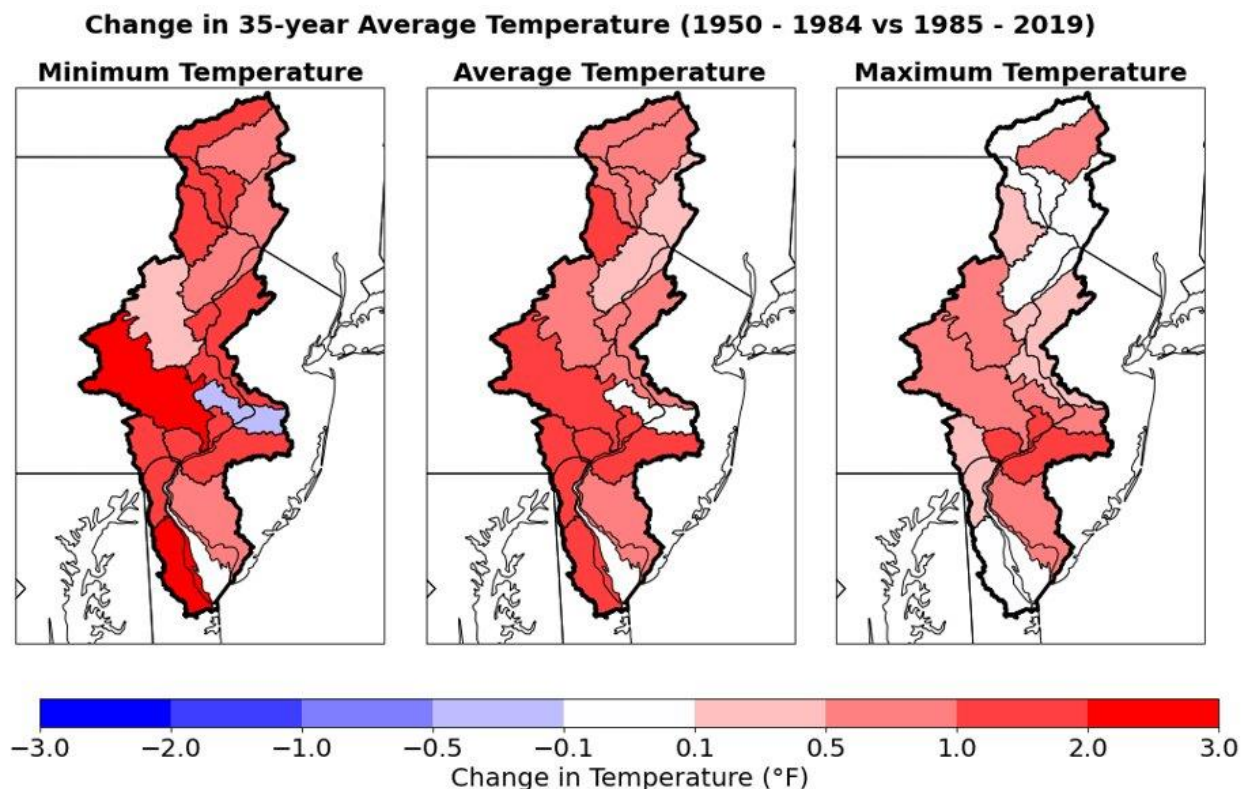 Change in 35-year Average Temperature (1950 - 1984 vs 1985 - 2019)
Minimum Temperature
Average Temperature
Maximum Temperature
−3.0 −2.0 −1.0 −0.5 −0.1 0.1 0.5 1.0 2.0 3.0
Change in Temperature (°F)